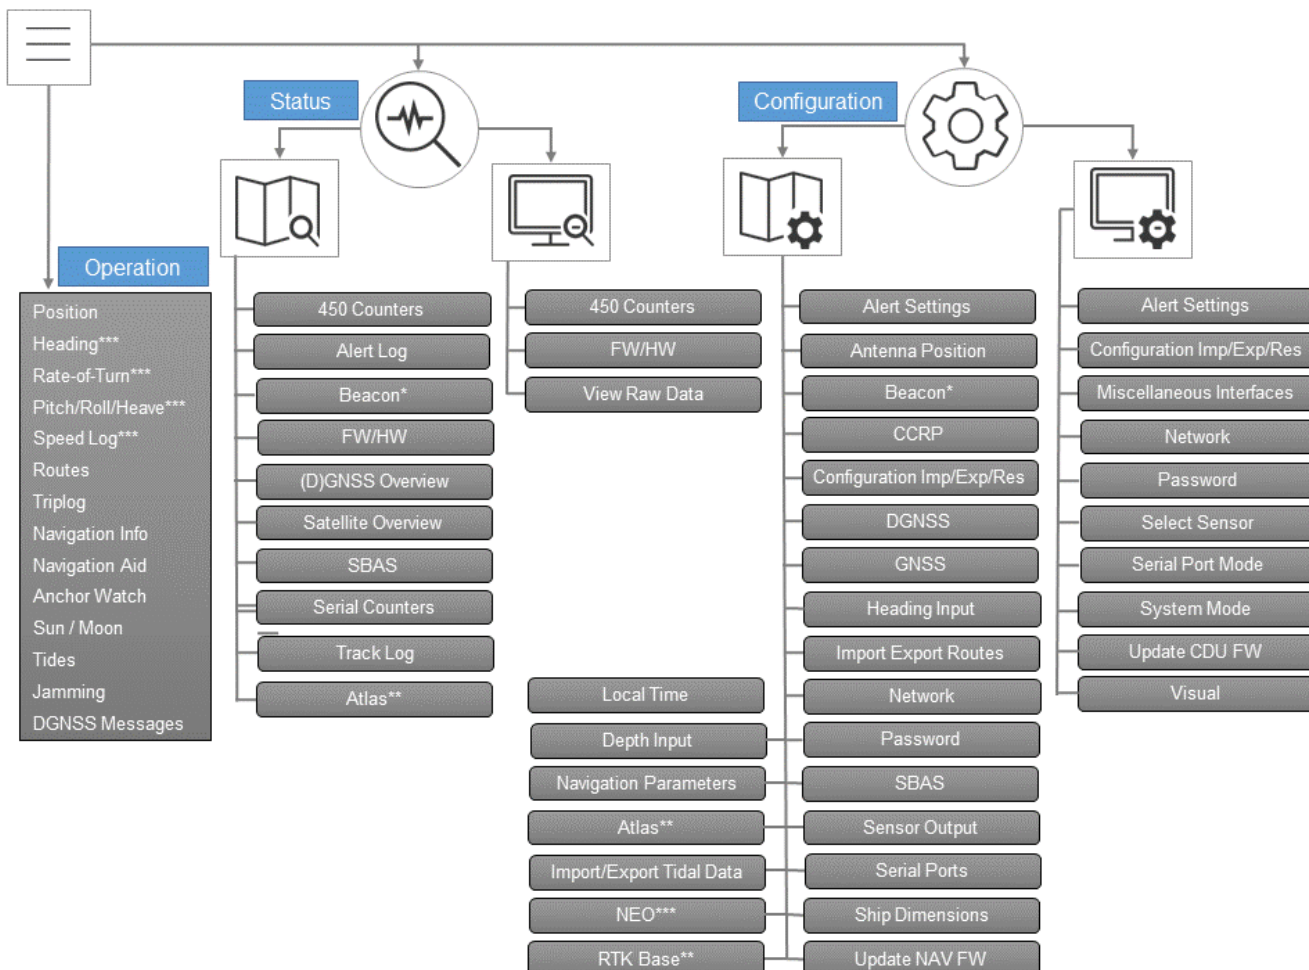 Status
Configuration
Operation
Position
Heading***
Rate-of-Turn***
Pitch/Roll/Heave***
Speed Log***
Routes
Triplog
Navigation Info
Navigation Aid
Anchor Watch
Sun / Moon
Tides
Jamming
DGNSS Messages
450 Counters
Alert Log
Beacon*
FW/HW
(D)GNSS Overview
Satellite Overview
SBAS
Serial Counters
Track Log
Atlas**
450 Counters
FW/HW
View Raw Data
Local Time
Depth Input
Navigation Parameters
Atlas**
Import/Export Tidal Data
NEO***
RTK Base**
Alert Settings
Antenna Position
Beacon*
CCRP
Configuration Imp/Exp/Res
DGNSS
GNSS
Heading Input
Import Export Routes
Network
Password
SBAS
Sensor Output
Serial Ports
Ship Dimensions
Update NAV FW
Alert Settings
Configuration Imp/Exp/Res
Miscellaneous Interfaces
Network
Password
Select Sensor
Serial Port Mode
System Mode
Update CDU FW
Visual